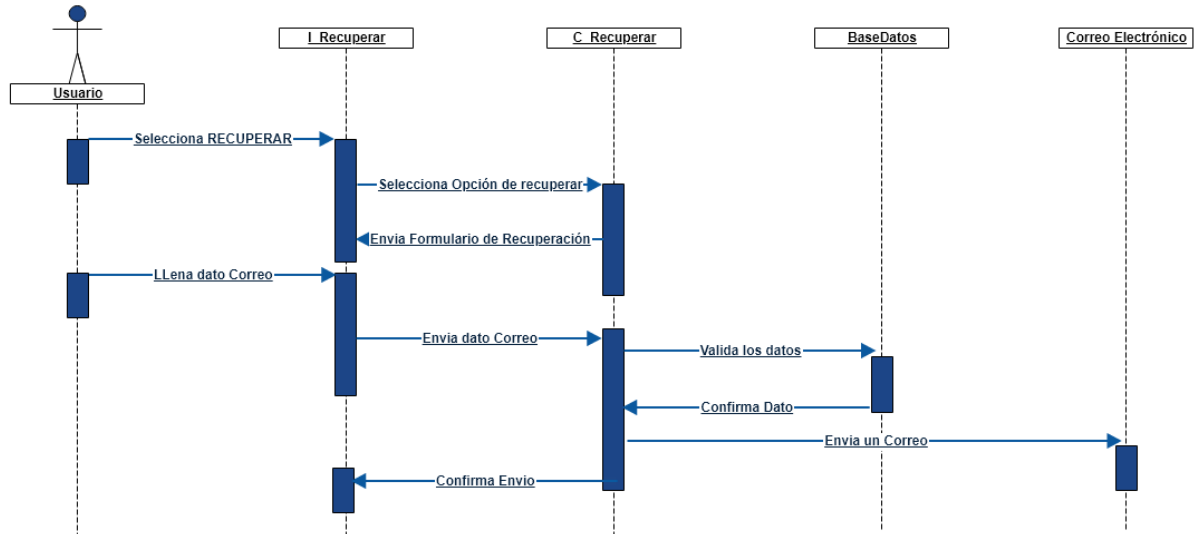 I_Recuperar
C_Recuperar
BaseDatos
Correo Electrónico
Usuario
Selecciona RECUPERAR
Selecciona Opción de recuperar
Envia Formulario de Recuperación
LLena dato Correo
Envia dato Correo
Valida los datos
Confirma Dato
Envia un Correo
Confirma Envio